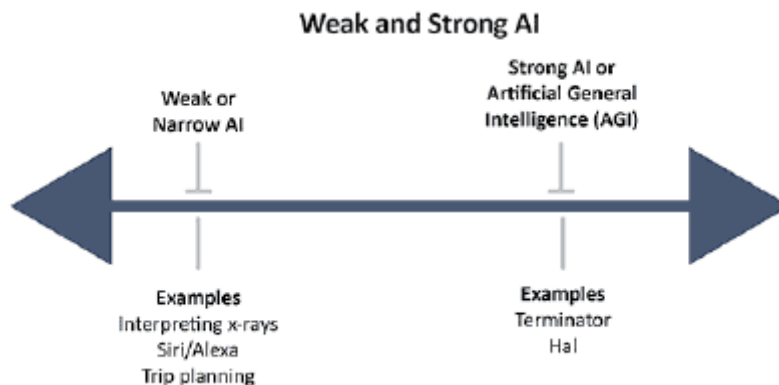 Weak and Strong AI
Weak or
Narrow AI
Strong AI or
Artificial General
Intelligence (AGI)
Examples
Interpreting x-rays
Siri/Alexa
Trip planning
Examples
Terminator
Hal